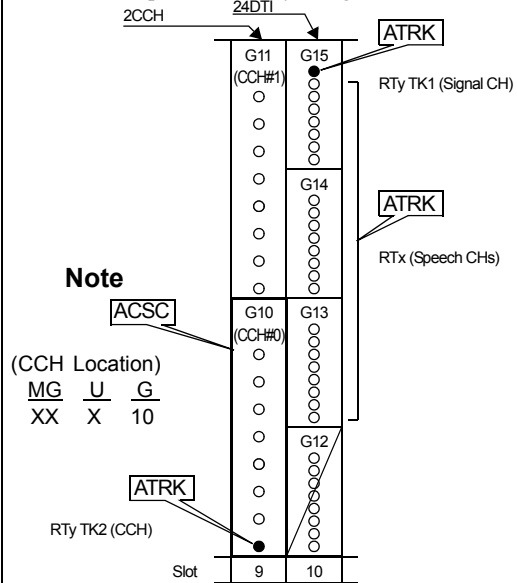 2CCH
24DTI
G11
(CCH#1)
G15
ATRK
RTy TK1 (Signal CH)
G14
ATRK
RTx (Speech CHs)
Note
ACSC
G10
(CCH#0)
G13
(CCH Location)
MG U G
XX X 10
G12
ATRK
RTy TK2 (CCH)
Slot 9 10